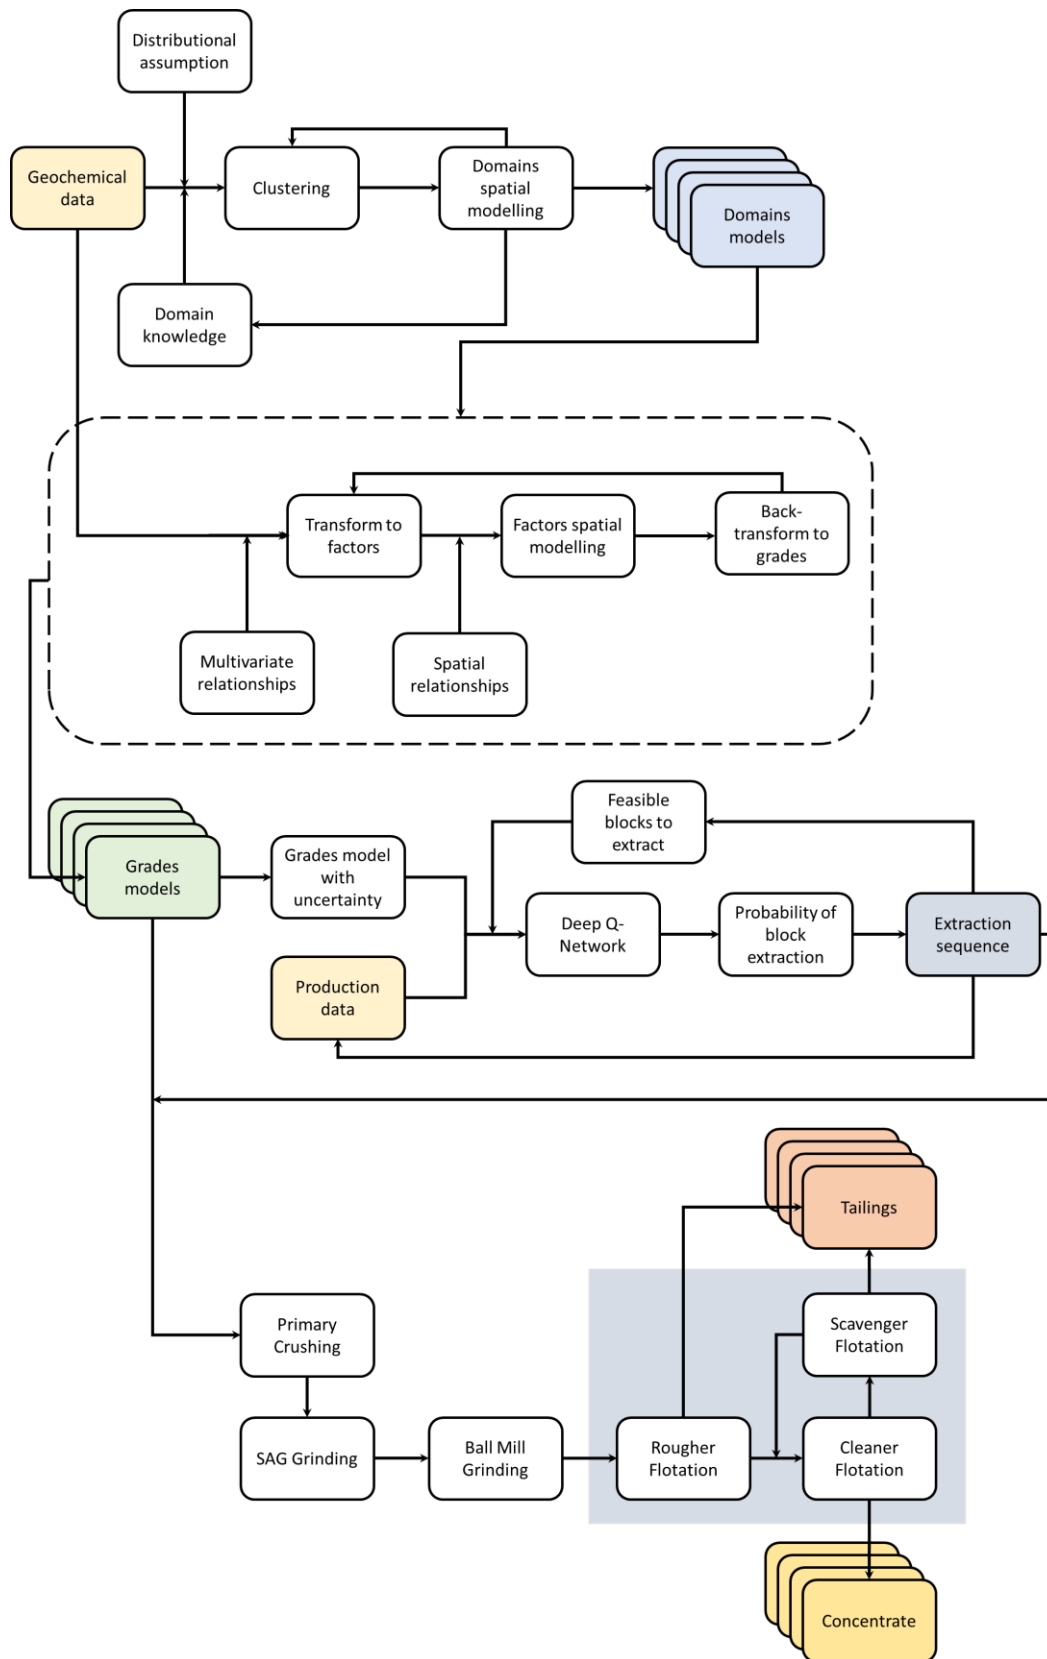 Distributional
assumption
Geochemical
data
Clustering
Domains
spatial
modelling
Domains
models
Domain
knowledge
Transform to
factors
Factors spatial
modelling
Back-
transform to
grades
Multivariate
relationships
Spatial
relationships
Feasible
blocks to
extract
Grades
models
Grades model
with
uncertainty
Deep Q-
Network
Probability of
block
extraction
Extraction
sequence
Production
data
Tailings
Primary
Crushing
Scavenger
Flotation
SAG Grinding
Ball Mill
Grinding
Rougher
Flotation
Cleaner
Flotation
Concentrate